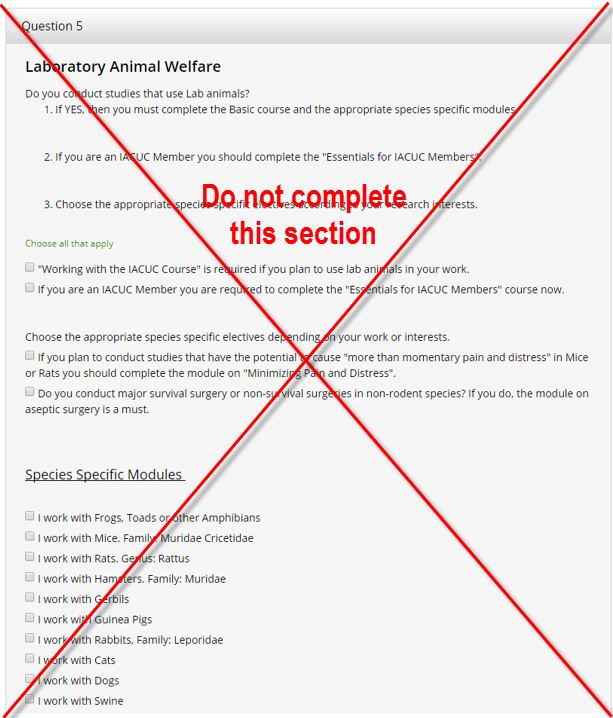 Question 5
Laboratory Animal Welfare
Do you conduct studies that use Lab animals?
1. If YES, then you must complete the Basic course and the appropriate species specific modules
2. If you are an IACUC Member you should complete the "Essentials for IACUC Members".
Do not complete
3. Choose the appropriate species specific electives according to your research interests.
this section
Choose all that apply
"Working with the IACUC Course" is required if you plan to use lab animals in your work.
If you are an IACUC Member you are required to complete the "Essentials for IACUC Members" course now.
Choose the appropriate species specific electives depending on your work or interests.
If you plan to conduct studies that have the potential to cause "more than momentary pain and distress" in Mice
or Rats you should complete the module on "Minimizing Pain and Distress".
Do you conduct major survival surgery or non-survival surgeries in non-rodent species? If you do, the module on
aseptic surgery is a must.
Species Specific Modules
I work with Frogs, Toads or other Amphibians
I work with Mice. Family: Muridae Cricetidae
I work with Rats. Genus: Rattus
I work with Hamsters. Family: Muridae
I work with Gerbils
I work with Guinea Pigs
I work with Rabbits, Family: Leporidae
I work with Cats
I work with Dogs
I work with Swine